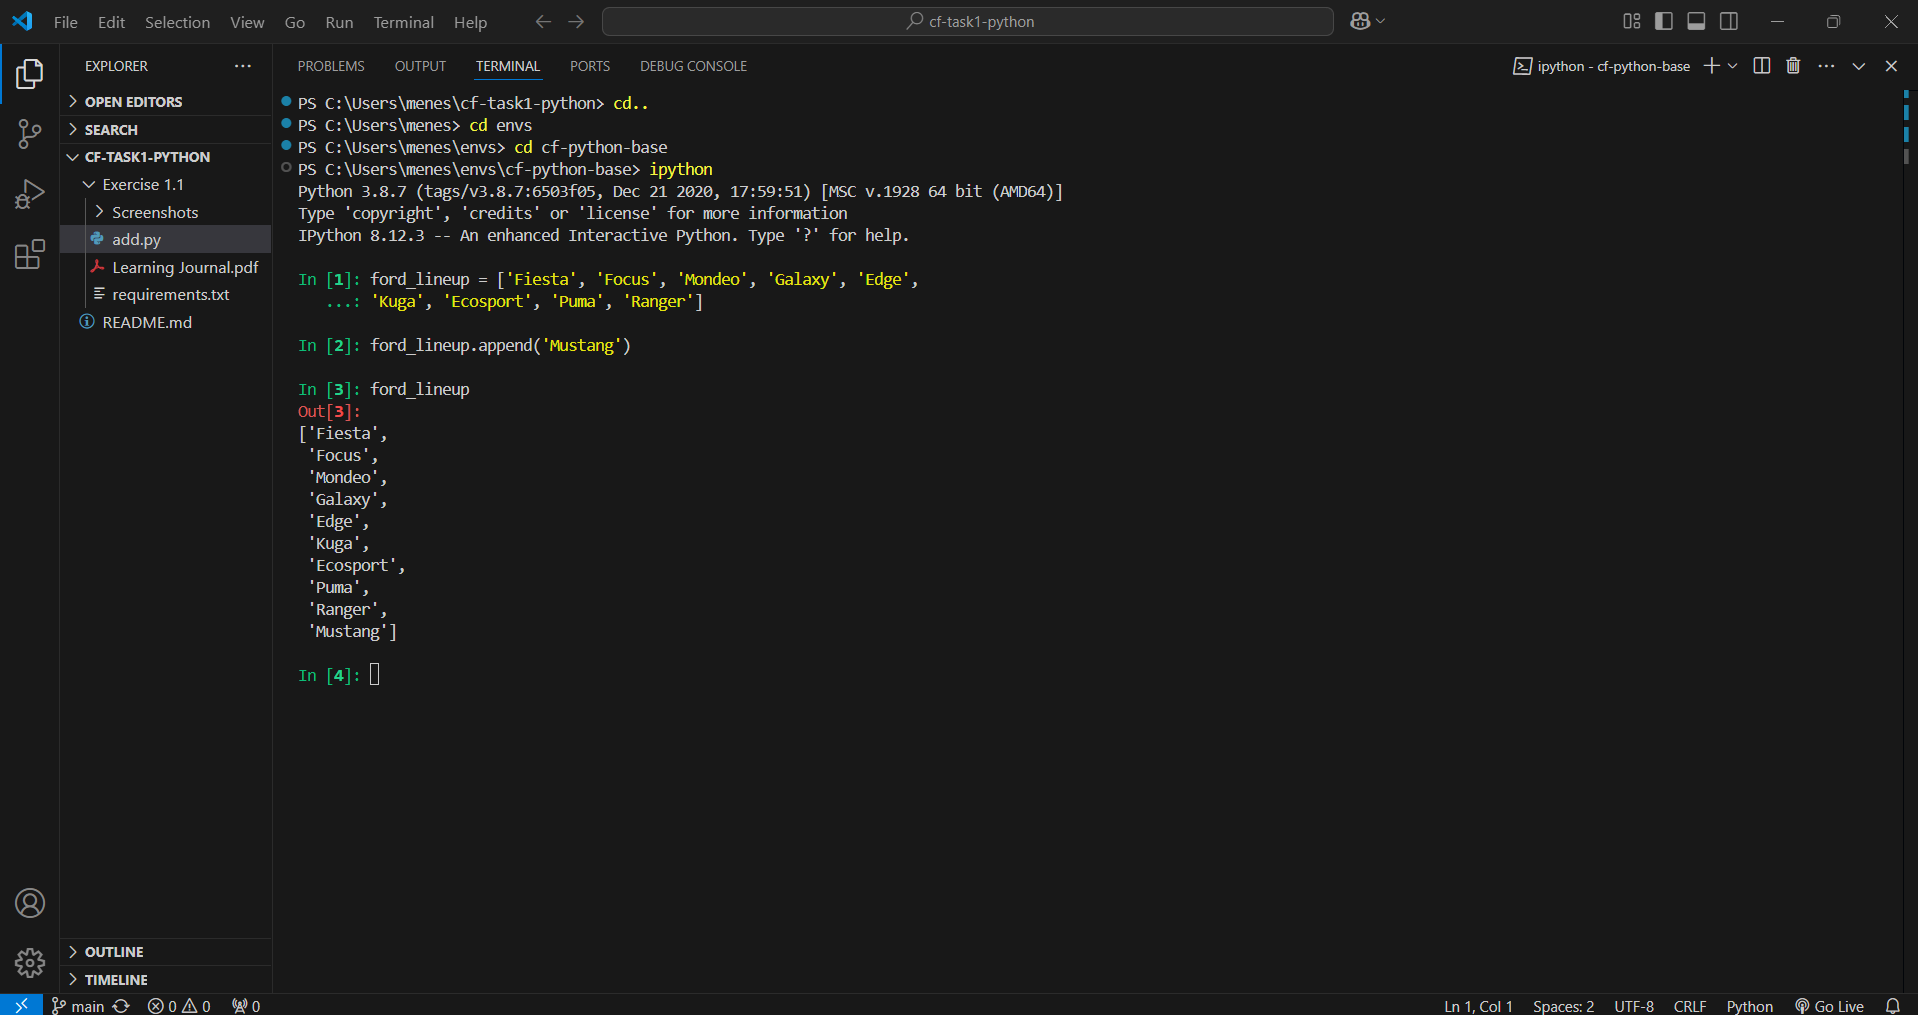 File Edit Selection View Go Run Terminal Help
cf-task1-python
EXPLORER
OPEN EDITORS
SEARCH
CF-TASK1-PYTHON
Exercise 1.1
Screenshots
add.py
Learning Journal.pdf
requirements.txt
README.md
OUTLINE
TIMELINE
PROBLEMS OUTPUT TERMINAL PORTS DEBUG CONSOLE
ipython - cf-python-base
PS C:\Users\menes\cf-task1-python> cd..
PS C:\Users\menes> cd envs
PS C:\Users\menes\envs> cd cf-python-base
PS C:\Users\menes\envs\cf-python-base> ipython
Python 3.8.7 (tags/v3.8.7:6503f05, Dec 21 2020, 17:59:51) [MSC v.1928 64 bit (AMD64)]
Type 'copyright', 'credits' or 'license' for more information
IPython 8.12.3 -- An enhanced Interactive Python. Type '?' for help.
In [1]: ford_lineup = ['Fiesta', 'Focus', 'Mondeo', 'Galaxy', 'Edge',
...: 'Kuga', 'Ecosport', 'Puma', 'Ranger']
In [2]: ford_lineup.append('Mustang')
In [3]: ford_lineup
Out[3]:
['Fiesta',
'Focus',
'Mondeo',
'Galaxy',
'Edge',
'Kuga',
'Ecosport',
'Puma',
'Ranger',
'Mustang']
In [4]:
main 0 0 0
Ln 1, Col 1 Spaces: 2 UTF-8 CRLF Python Go Live